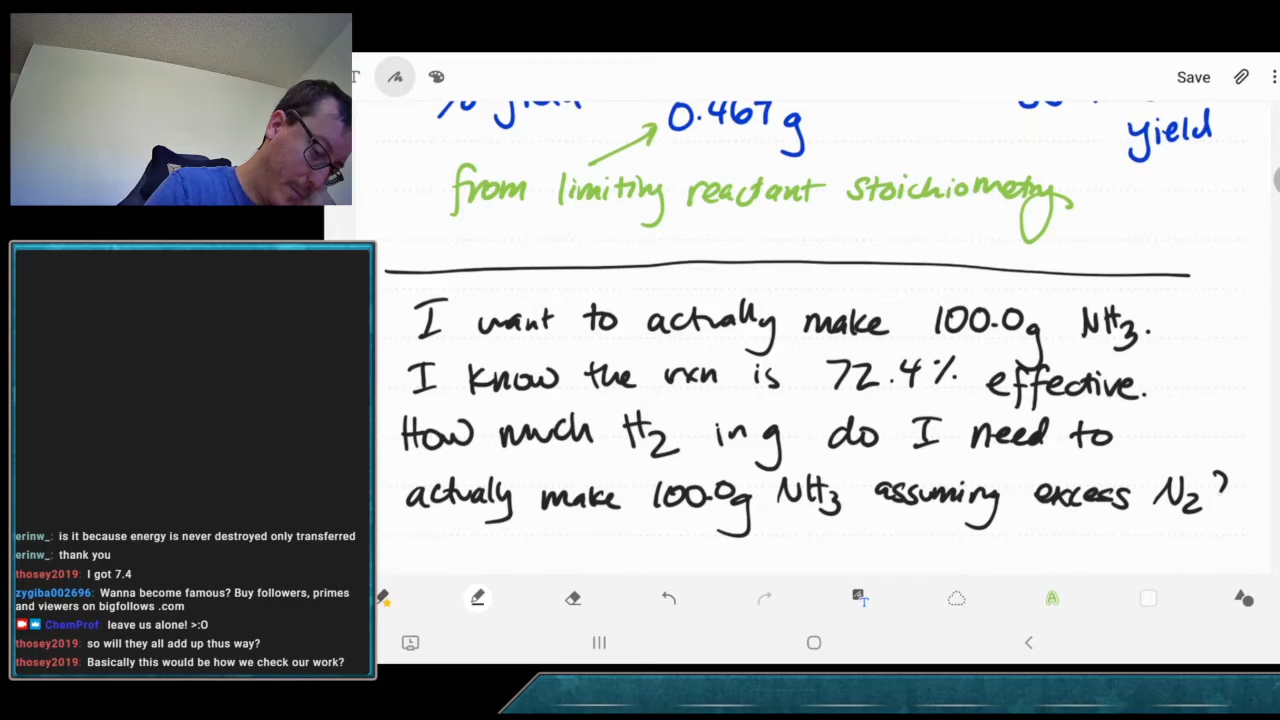 Save
% yield
0.467 g
yield
from limiting reactant stoichiometry
I want to actually make 100.0g NH3.
I know the rxn is 72.4% effective.
How much H2 in g do I need to
actualy make 100.0g NH3 assuming excess N2?
erinw_: is it because energy is never destroyed only transferred
erinw_: thank you
thosey2019: I got 7.4
zygiba002696: Wanna become famous? Buy followers, primes
and viewers on bigfollows .com
ChemProf: leave us alone! >:O
thosey2019: so will they all add up thus way?
thosey2019: Basically this would be how we check our work?